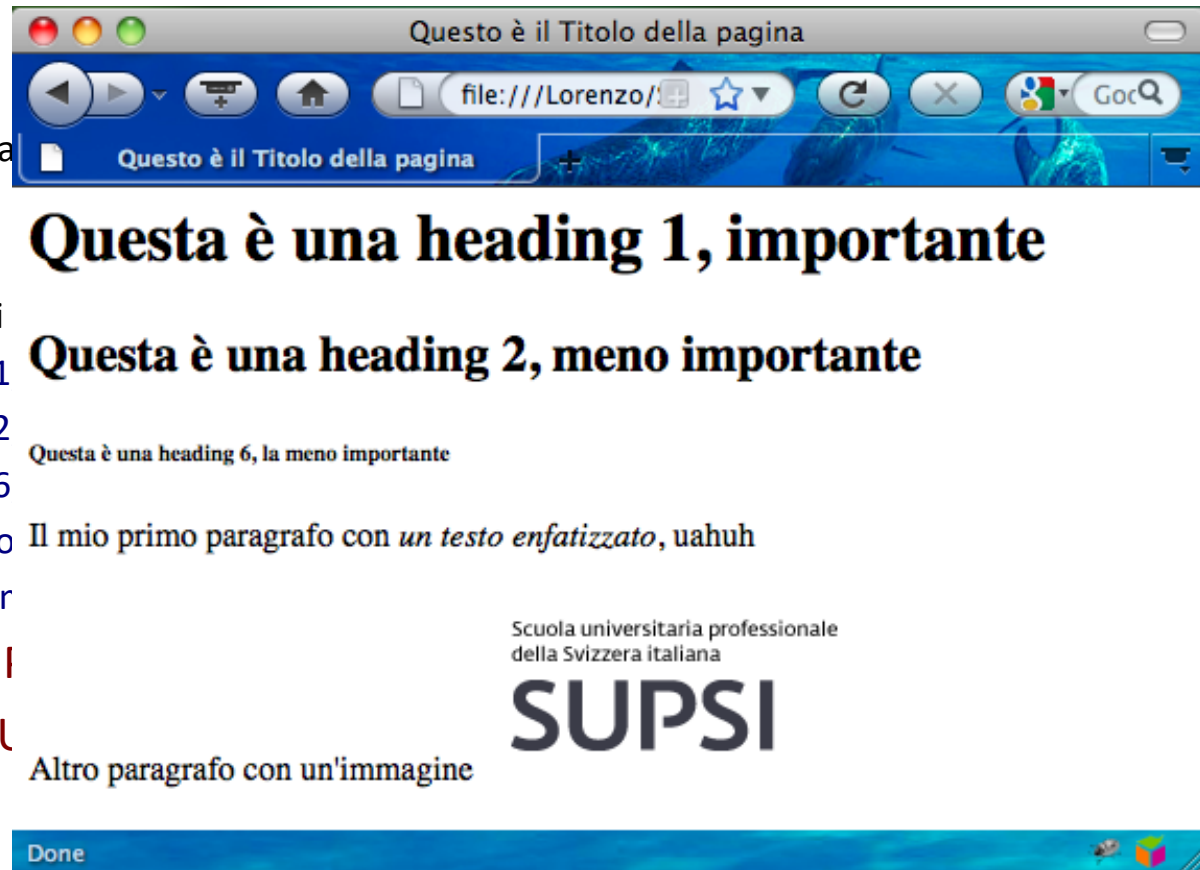 Questo è il Titolo della pagina
file:///Lorenzo/
Questo è il Titolo della pagina
Questa è una heading 1, importante
Questa è una heading 2, meno importante
Questa è una heading 6, la meno importante
Il mio primo paragrafo con un testo enfatizzato, uahuh
Scuola universitaria professionale
della Svizzera italiana
SUPSI
Altro paragrafo con un'immagine
Done